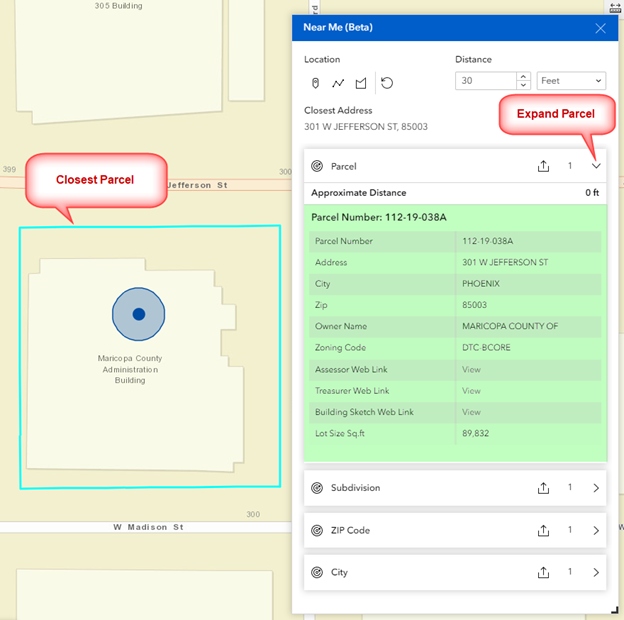 305 Building
rd
399
300
Jefferson St
Closest Parcel
Maricopa County
Administration
Building
300
W Madison St
W
Near Me (Beta)
Location
Distance
30
Feet
Closest Address
301 W JEFFERSON ST, 85003
Expand Parcel
Parcel
1
Approximate Distance
0 ft
Parcel Number: 112-19-038A
Parcel Number
112-19-038A
Address
301 W JEFFERSON ST
City
PHOENIX
Zip
85003
Owner Name
MARICOPA COUNTY OF
Zoning Code
DTC-BCORE
Assessor Web Link
View
Treasurer Web Link
View
Building Sketch Web Link
View
Lot Size Sq.ft
89,832
Subdivision
1
ZIP Code
1
City
1